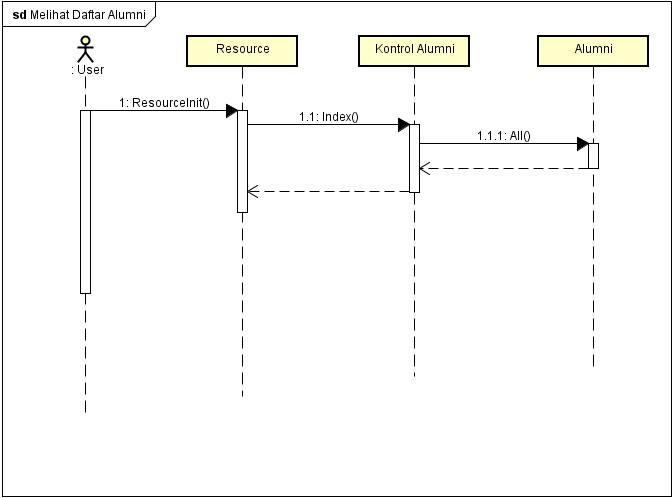 sd Melihat Daftar Alumni
: User
Resource
Kontrol Alumni
Alumni
1: ResourceInit()
1.1: Index()
1.1.1: All()